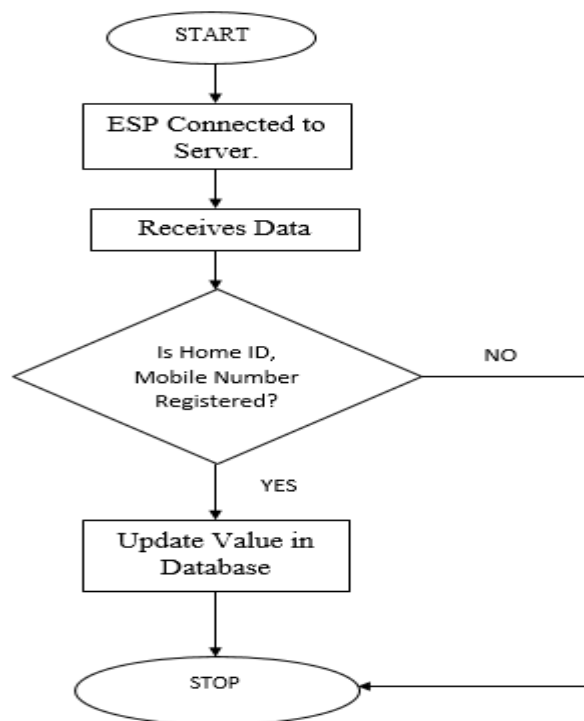 START
ESP Connected to
Server.
Receives Data
Is Home ID,
Mobile Number
Registered?
NO
YES
Update Value in
Database
STOP